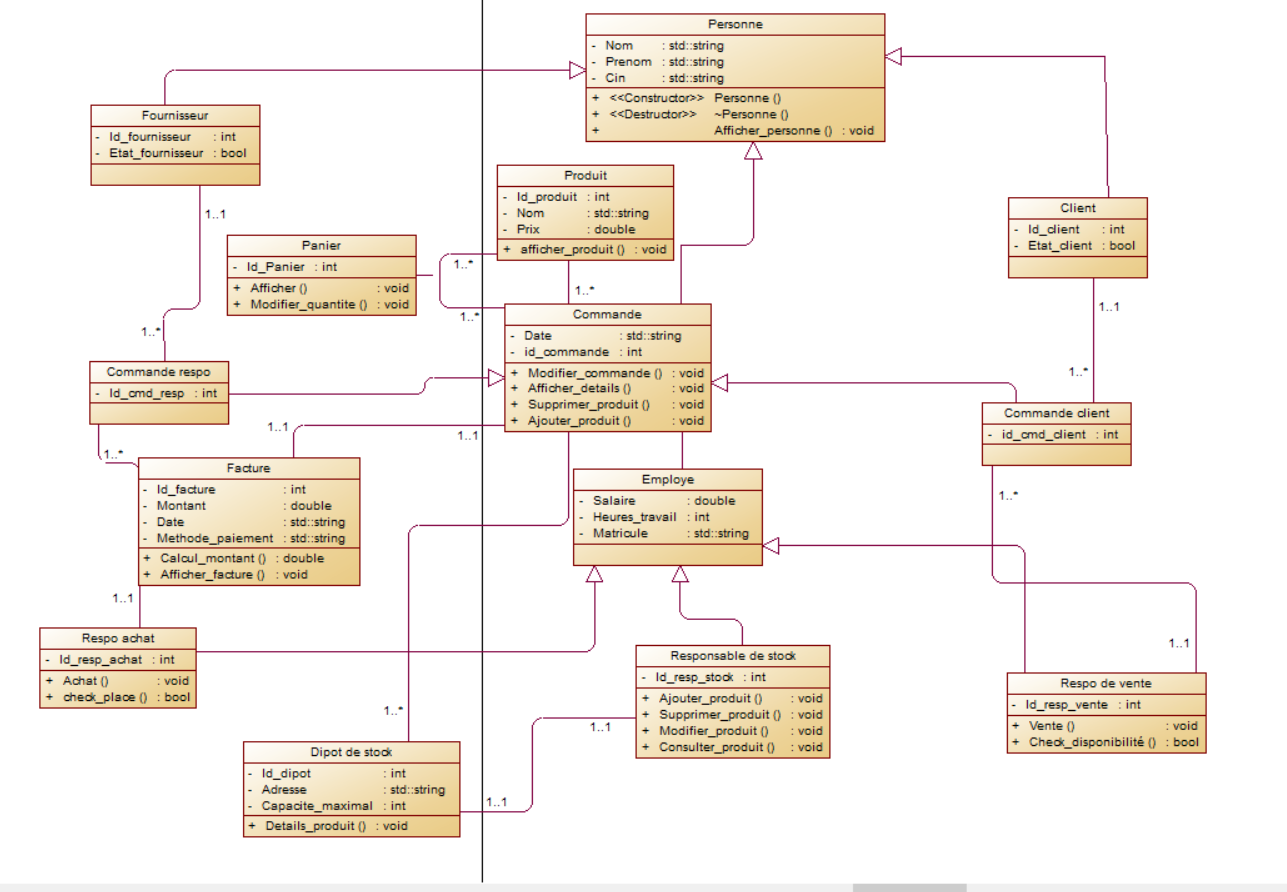 Personne
- Nom : std::string
- Prenom : std::string
- Cin : std::string
+ <<Constructor>> Personne ()
+ <<Destructor>> ~Personne ()
+ Afficher_personne () : void
Fournisseur
- Id_fournisseur : int
- Etat_fournisseur : bool
1..1
Produit
- Id_produit : int
- Nom : std::string
- Prix : double
+ afficher_produit () : void
Client
- Id_client : int
- Etat_client : bool
1..1
Panier
- Id_Panier : int
+ Afficher () : void
+ Modifier_quantite () : void
1..*
1..*
1..*
1..*
Commande
- Date : std::string
- id_commande : int
+ Modifier_commande () : void
+ Afficher_details () : void
+ Supprimer_produit () : void
+ Ajouter_produit () : void
Commande respo
- Id_cmd_resp : int
1..*
Commande client
- id_cmd_client : int
1..1
1..1
1..*
Facture
- Id_facture : int
- Montant : double
- Date : std::string
- Methode_paiement : std::string
+ Calcul_montant () : double
+ Afficher_facture () : void
Employe
- Salaire : double
- Heures_travail : int
- Matricule : std::string
1..*
1..1
Respo achat
- Id_resp_achat : int
+ Achat () : void
+ check_place () : bool
Responsable de stock
- Id_resp_stock : int
+ Ajouter_produit () : void
+ Supprimer_produit () : void
+ Modifier_produit () : void
+ Consulter_produit () : void
1..1
Respo de vente
- Id_resp_vente : int
+ Vente () : void
+ Check_disponibilité () : bool
1..*
1..1
Dipot de stock
- Id_dipot : int
- Adresse : std::string
- Capacite_maximal : int
+ Details_produit () : void
1..1